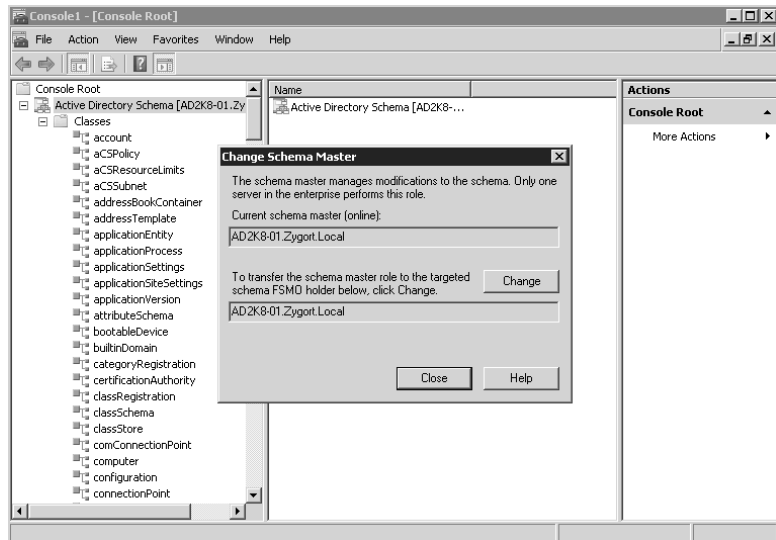 Console1 - [Console Root]
File Action View Favorites Window Help
Console Root
Active Directory Schema [AD2K8-01.Zy
Classes
account
aCSPolicy
aCSResourceLimits
aCSSubnet
addressBookContainer
addressTemplate
applicationEntity
applicationProcess
applicationSettings
applicationSiteSettings
applicationVersion
attributeSchema
bootableDevice
builtinDomain
categoryRegistration
certificationAuthority
classRegistration
classSchema
classStore
comConnectionPoint
computer
configuration
connectionPoint
Name
Active Directory Schema [AD2K8-...
Change Schema Master
The schema master manages modifications to the schema. Only one
server in the enterprise performs this role.
Current schema master (online):
AD2K8-01.Zygort.Local
To transfer the schema master role to the targeted
schema FSMO holder below, click Change.
Change
AD2K8-01.Zygort.Local
Close
Help
Actions
Console Root
More Actions